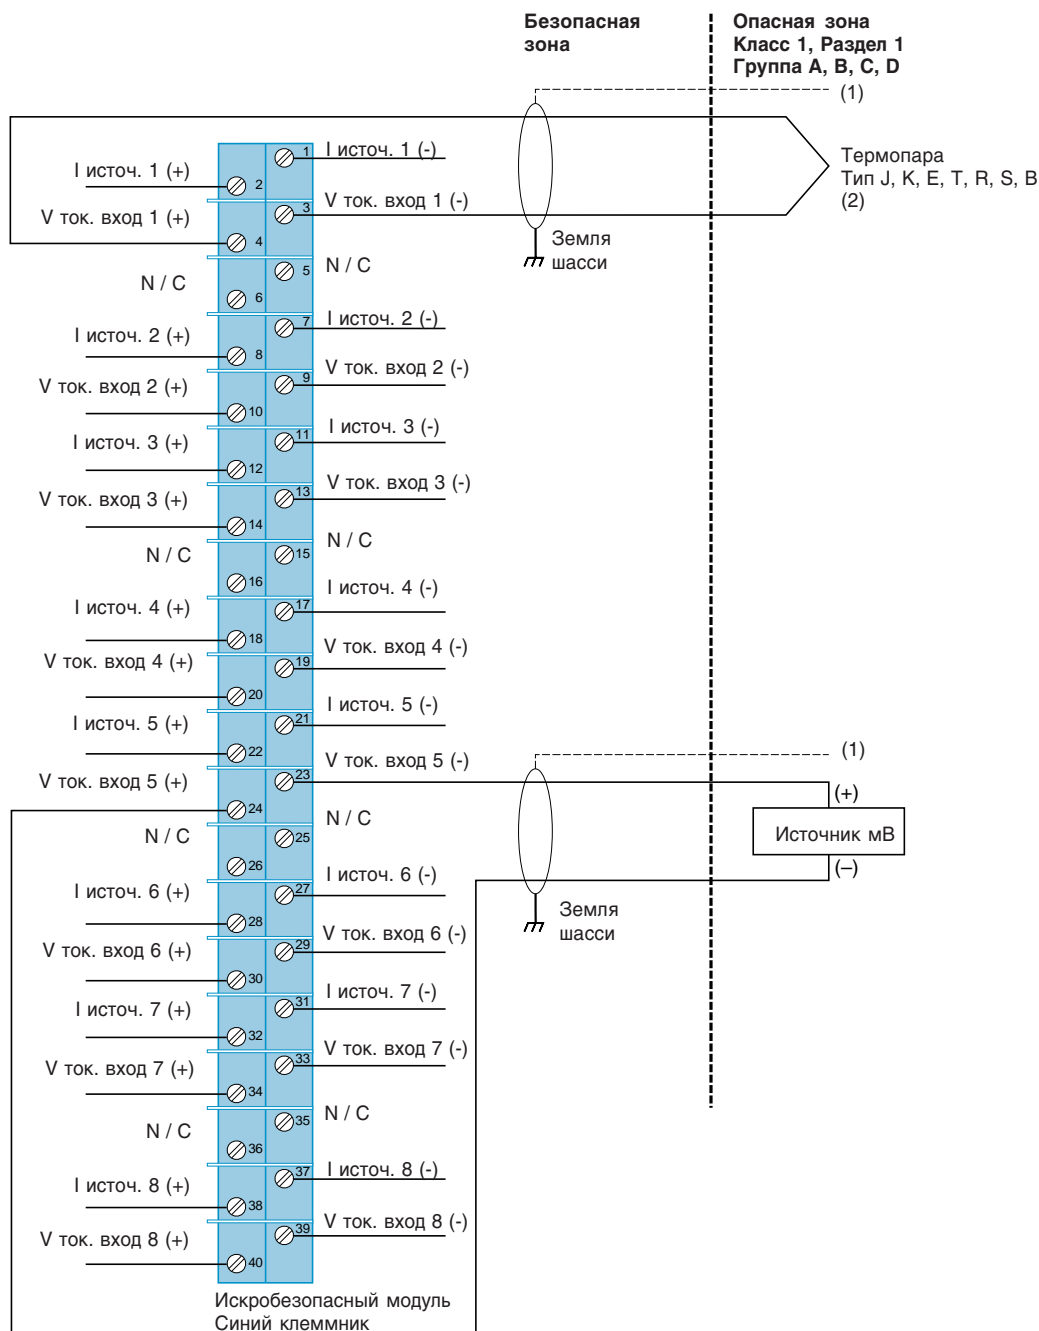 Безопасная
зона
Опасная зона
Класс 1, Раздел 1
Группа A, B, C, D
(1)
Термопара
Тип J, K, E, T, R, S, B
(2)
Земля
шасси
1
I источ. 1 (-)
I источ. 1 (+)
2
3
V ток. вход 1 (-)
V ток. вход 1 (+)
4
5
N / C
N / C
6
7
I источ. 2 (-)
I источ. 2 (+)
8
9
V ток. вход 2 (-)
V ток. вход 2 (+)
10
11
I источ. 3 (-)
I источ. 3 (+)
12
13
V ток. вход 3 (-)
V ток. вход 3 (+)
14
15
N / C
N / C
16
17
I источ. 4 (-)
I источ. 4 (+)
18
19
V ток. вход 4 (-)
V ток. вход 4 (+)
20
21
I источ. 5 (-)
I источ. 5 (+)
22
23
V ток. вход 5 (-)
V ток. вход 5 (+)
24
25
N / C
N / C
26
27
I источ. 6 (-)
I источ. 6 (+)
28
29
V ток. вход 6 (-)
V ток. вход 6 (+)
30
31
I источ. 7 (-)
I источ. 7 (+)
32
33
V ток. вход 7 (-)
V ток. вход 7 (+)
34
35
N / C
N / C
36
37
I источ. 8 (-)
I источ. 8 (+)
38
39
V ток. вход 8 (-)
V ток. вход 8 (+)
40
(1)
(+)
Источник мВ
(–)
Земля
шасси
Искробезопасный модуль
Синий клеммник